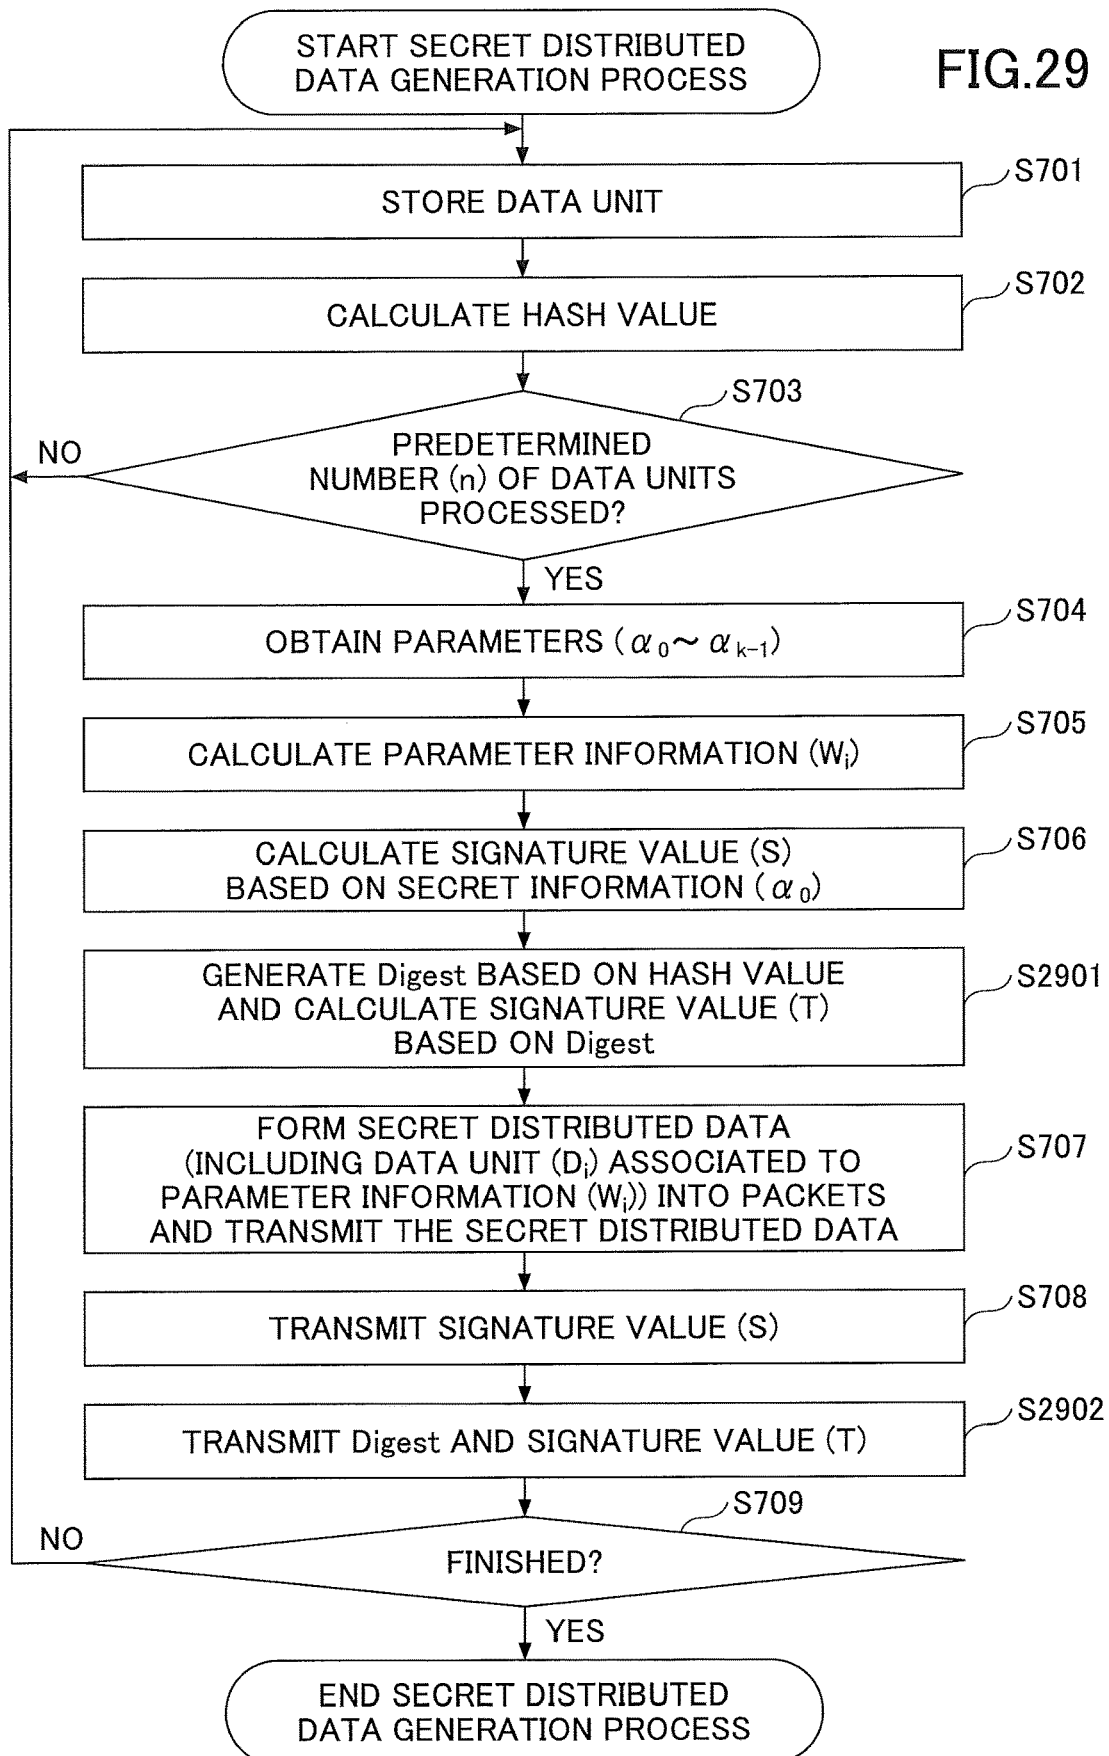 START SECRET DISTRIBUTED
DATA GENERATION PROCESS
FIG.29
S701
STORE DATA UNIT
S702
CALCULATE HASH VALUE
S703
NO
PREDETERMINED
NUMBER (n) OF DATA UNITS
PROCESSED?
YES
S704
OBTAIN PARAMETERS (α₀~ αₖ₋₁)
S705
CALCULATE PARAMETER INFORMATION (Wᵢ)
S706
CALCULATE SIGNATURE VALUE (S)
BASED ON SECRET INFORMATION (α₀)
S2901
GENERATE Digest BASED ON HASH VALUE
AND CALCULATE SIGNATURE VALUE (T)
BASED ON Digest
S707
FORM SECRET DISTRIBUTED DATA
(INCLUDING DATA UNIT (Dᵢ) ASSOCIATED TO
PARAMETER INFORMATION (Wᵢ)) INTO PACKETS
AND TRANSMIT THE SECRET DISTRIBUTED DATA
S708
TRANSMIT SIGNATURE VALUE (S)
S2902
TRANSMIT Digest AND SIGNATURE VALUE (T)
S709
NO
FINISHED?
YES
END SECRET DISTRIBUTED
DATA GENERATION PROCESS